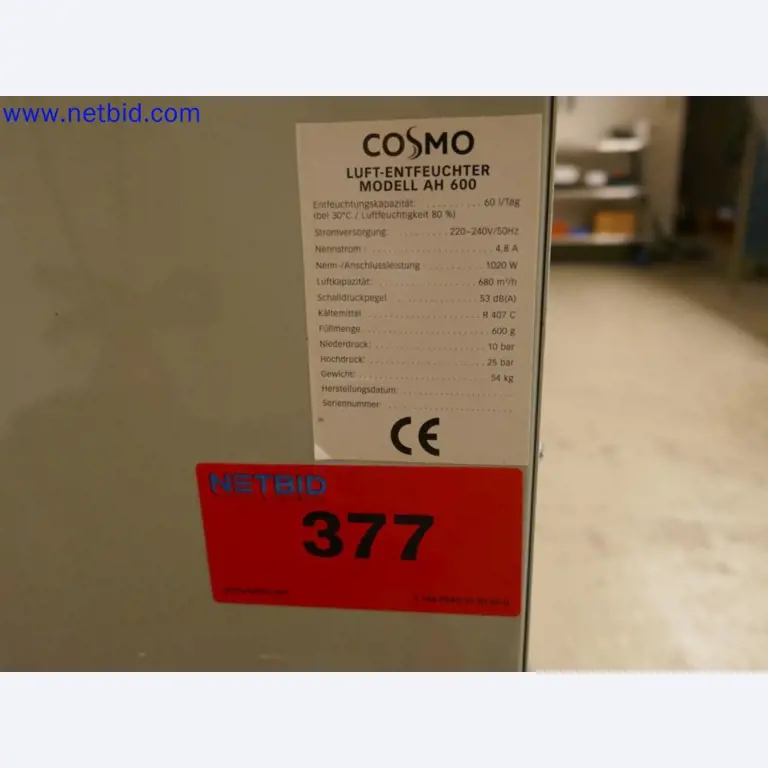 www.netbid.com
COSMO
LUFT-ENTFEUCHTER
MODELL AH 600
Entfeuchtungskapazität: . . . . . . . . . . 60 l/Tag
(bei 30°C / Luftfeuchtigkeit 80 %)
Stromversorgung: . . . . . . . . . . 220-240V/50Hz
Nennstrom : . . . . . . . . . . 4,8 A
Nenn-/Anschlussleistung . . . . . . . . . . 1020 W
Luftkapazität: . . . . . . . . . . 680 m³/h
Schalldruckpegel . . . . . . . . . . 53 dB(A)
Kältemittel . . . . . . . . . . R 407 C
Füllmenge . . . . . . . . . . 600 g
Niederdruck: . . . . . . . . . . 10 bar
Hochdruck: . . . . . . . . . . 25 bar
Gewicht: . . . . . . . . . . 54 kg
Herstellungsdatum: . . . . . . . . . .
Seriennummer . . . . . . . . . .
CE
NETBID
377